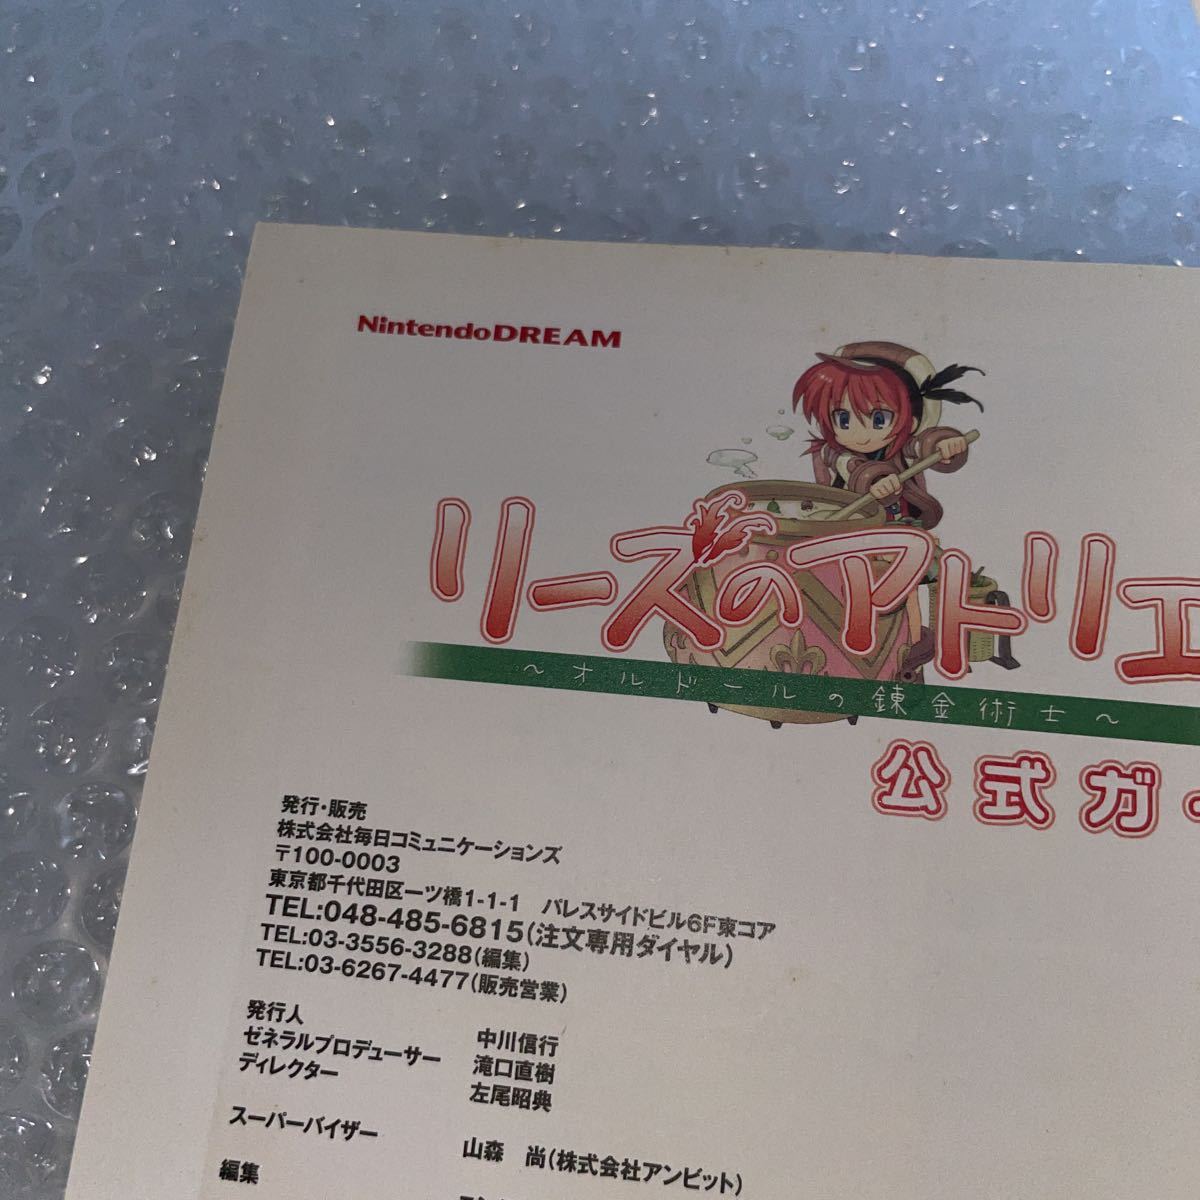 NintendoDREAM
リーズのアトリエ
～オルドールの錬金術士～
公式ガ
発行・販売
株式会社毎日コミュニケーションズ
〒100-0003
東京都千代田区一ツ橋1-1-1　パレスサイドビル6F東コア
TEL:048-485-6815(注文専用ダイヤル)
TEL:03-3556-3288(編集)
TEL:03-6267-4477(販売営業)
発行人　中川信行
ゼネラルプロデューサー　滝口直樹
ディレクター　左尾昭典
スーパーバイザー　山森　尚(株式会社アンビット)
編集